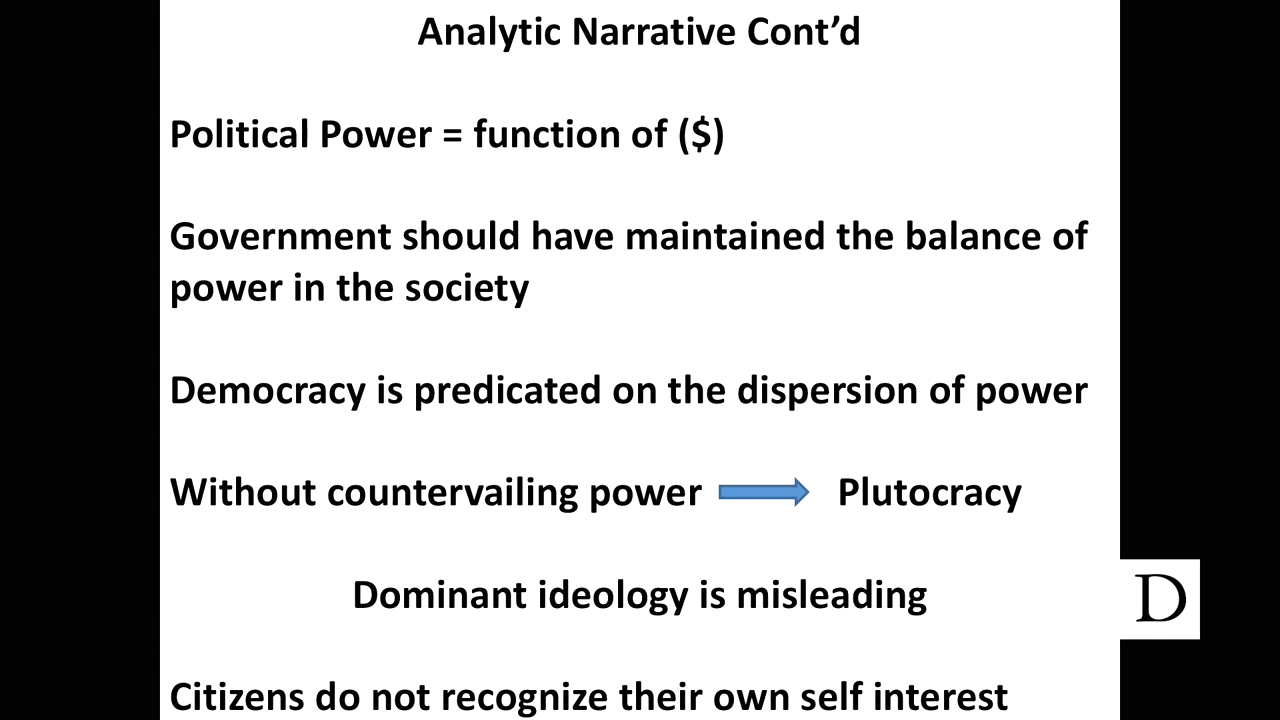 Analytic Narrative Cont’d
Political Power = function of ($)
Government should have maintained the balance of
power in the society
Democracy is predicated on the dispersion of power
Without countervailing power Plutocracy
Dominant ideology is misleading
D
Citizens do not recognize their own self interest